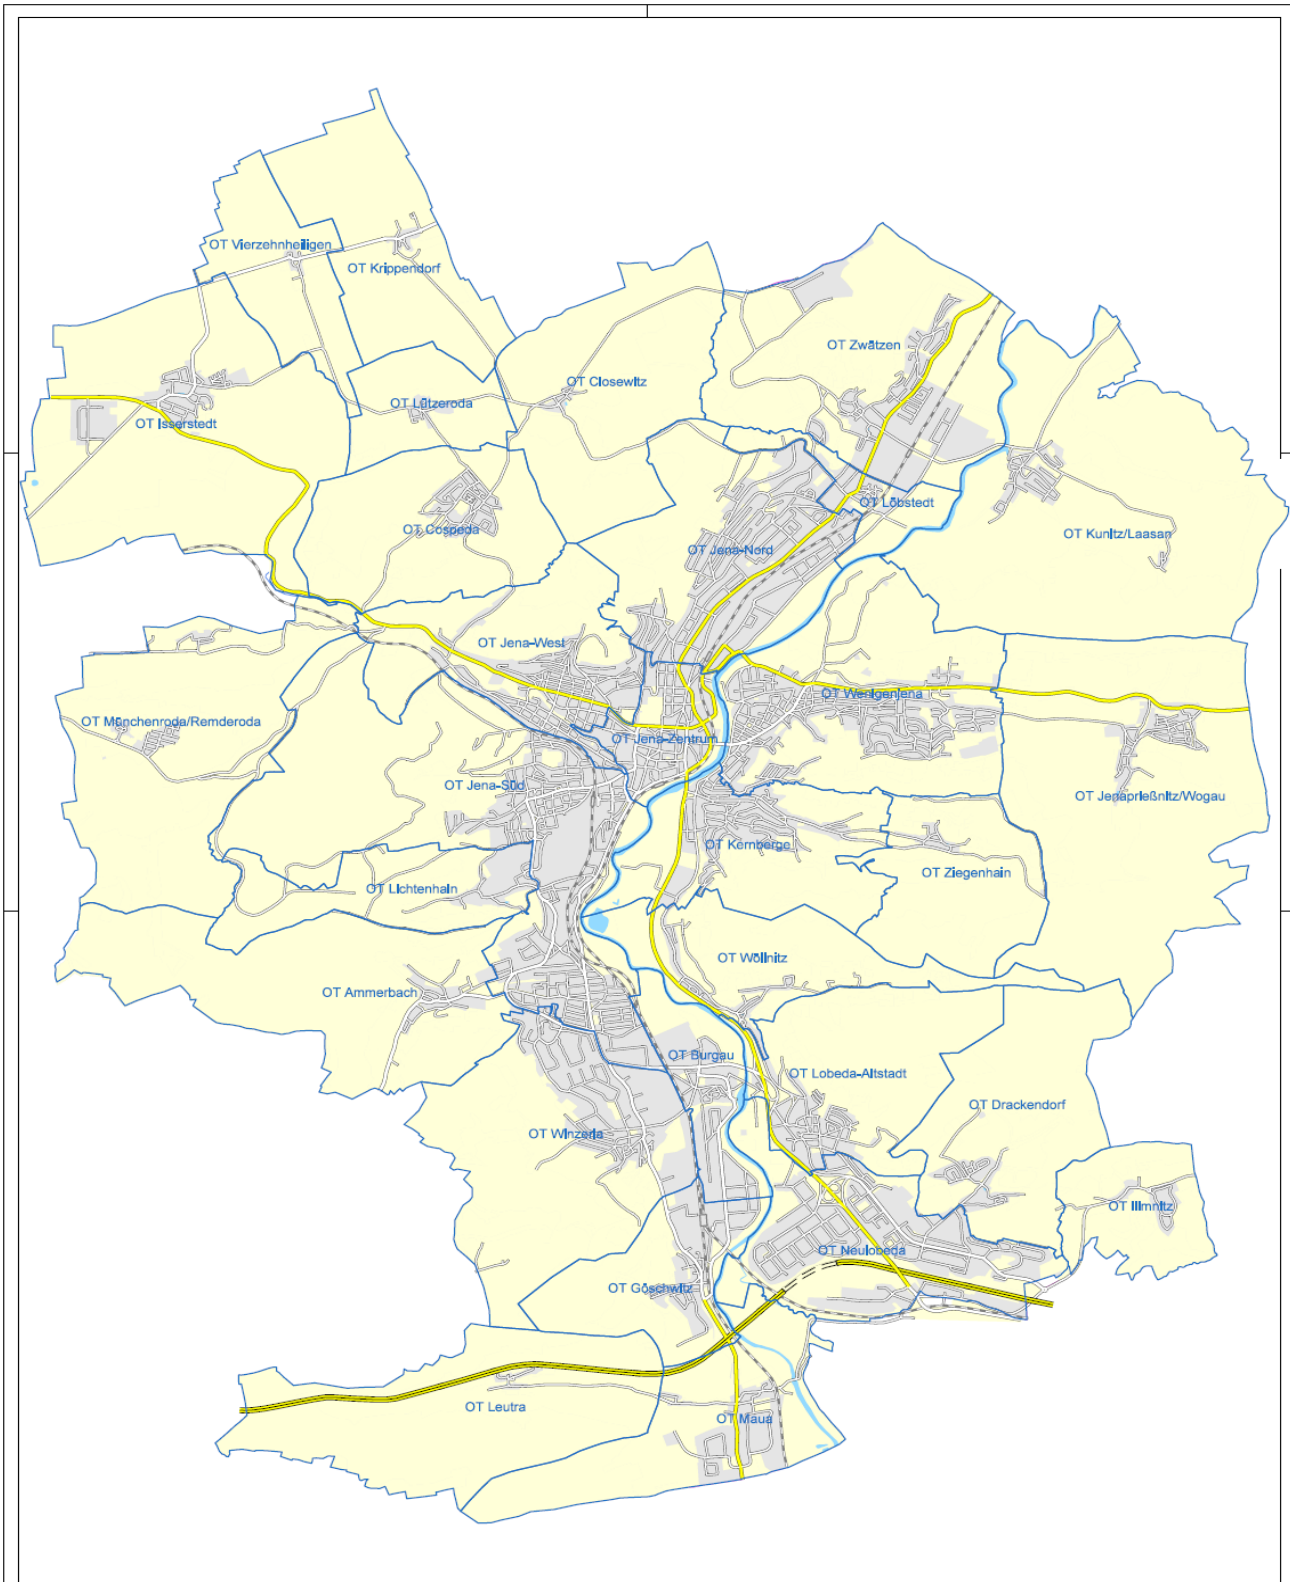 OT Vierzehnheiligen
OT Krippendorf
OT Zwätzen
OT Closewitz
OT Lützeroda
OT Isserstedt
OT Löbstedt
OT Cospeda
OT Kunitz/Laasan
OT Jena-Nord
OT Jena-West
OT Wenigenjena
OT Münchenroda/Remderoda
OT Jena-Zentrum
OT Jena-Süd
OT Jenaprießnitz/Wogau
OT Kernberge
OT Ziegenhain
OT Lichtenhain
OT Wöllnitz
OT Ammerbach
OT Burgau
OT Lobeda-Altstadt
OT Drackendorf
OT Winzerla
OT Ilmnitz
OT Neulobeda
OT Göschwitz
OT Leutra
OT Maua